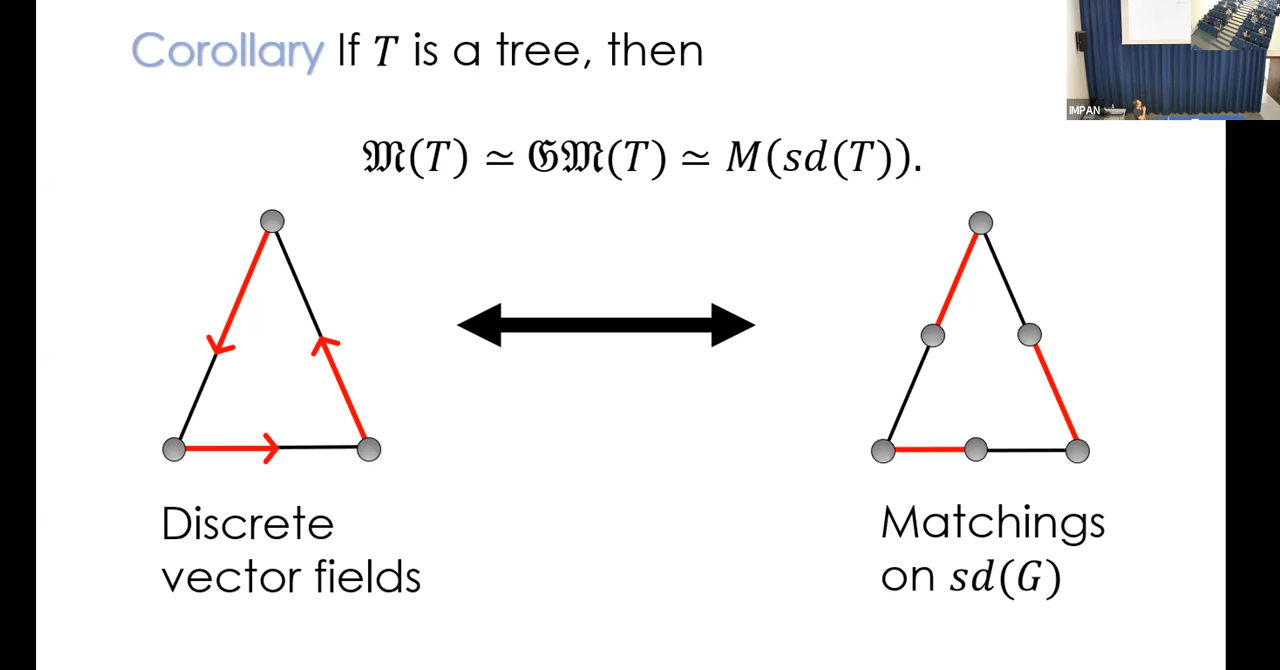 Corollary If T is a tree, then
𝔐(T) ≃ 𝔊𝔐(T) ≃ M(sd(T)).
IMPAN
Discrete
vector fields
Matchings
on sd(G)